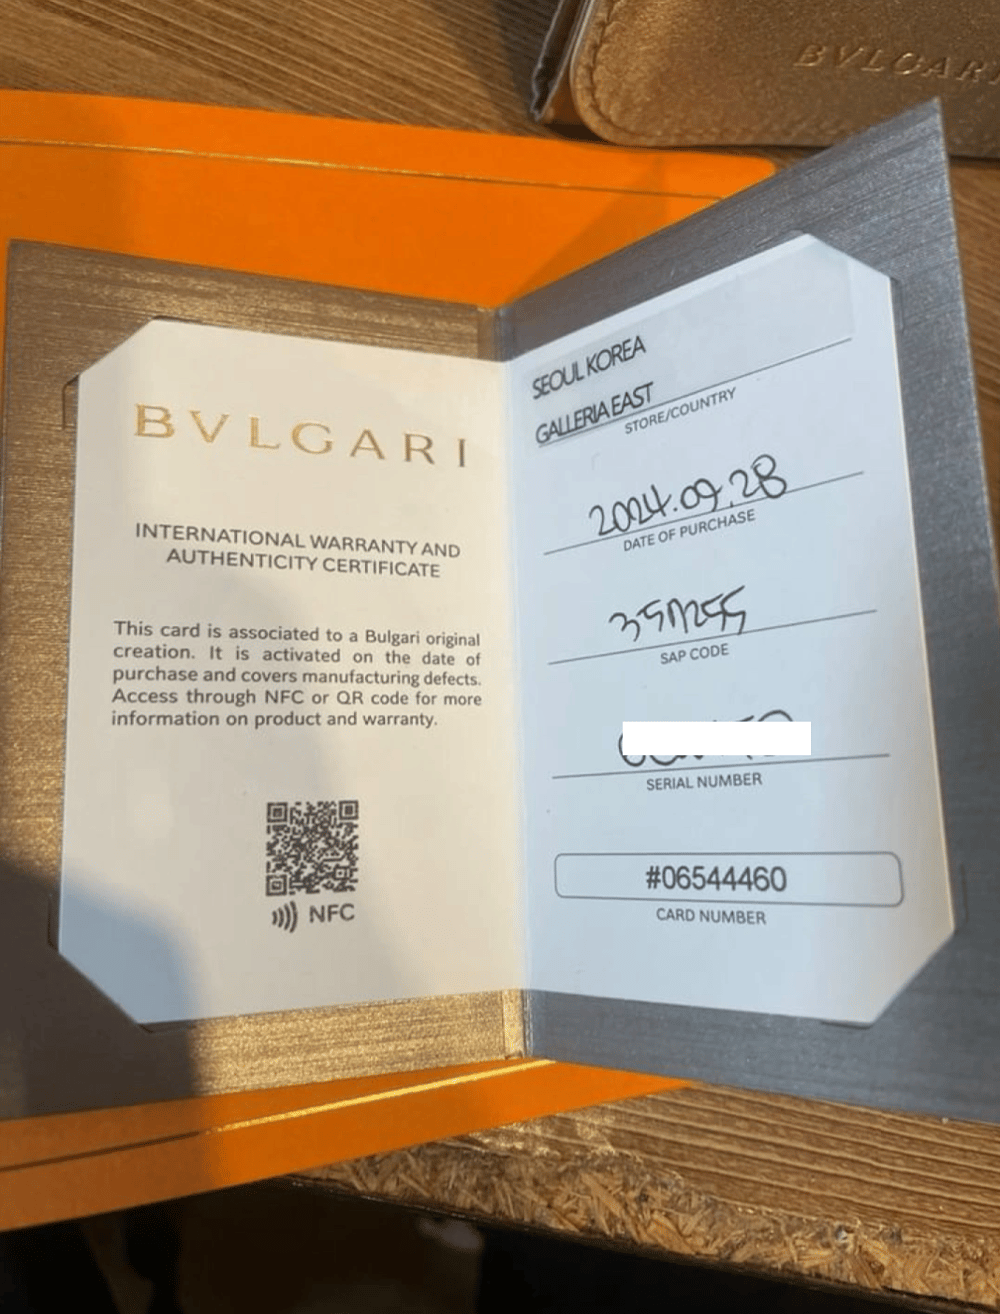 BVLGARI
BVLGARI
INTERNATIONAL WARRANTY AND
AUTHENTICITY CERTIFICATE
This card is associated to a Bulgari original
creation. It is activated on the date of
purchase and covers manufacturing defects.
Access through NFC or QR code for more
information on product and warranty.
NFC
SEOUL KOREA
GALLERIA EAST
STORE/COUNTRY
2024.09.28
DATE OF PURCHASE
SAP CODE
SERIAL NUMBER
#06544460
CARD NUMBER